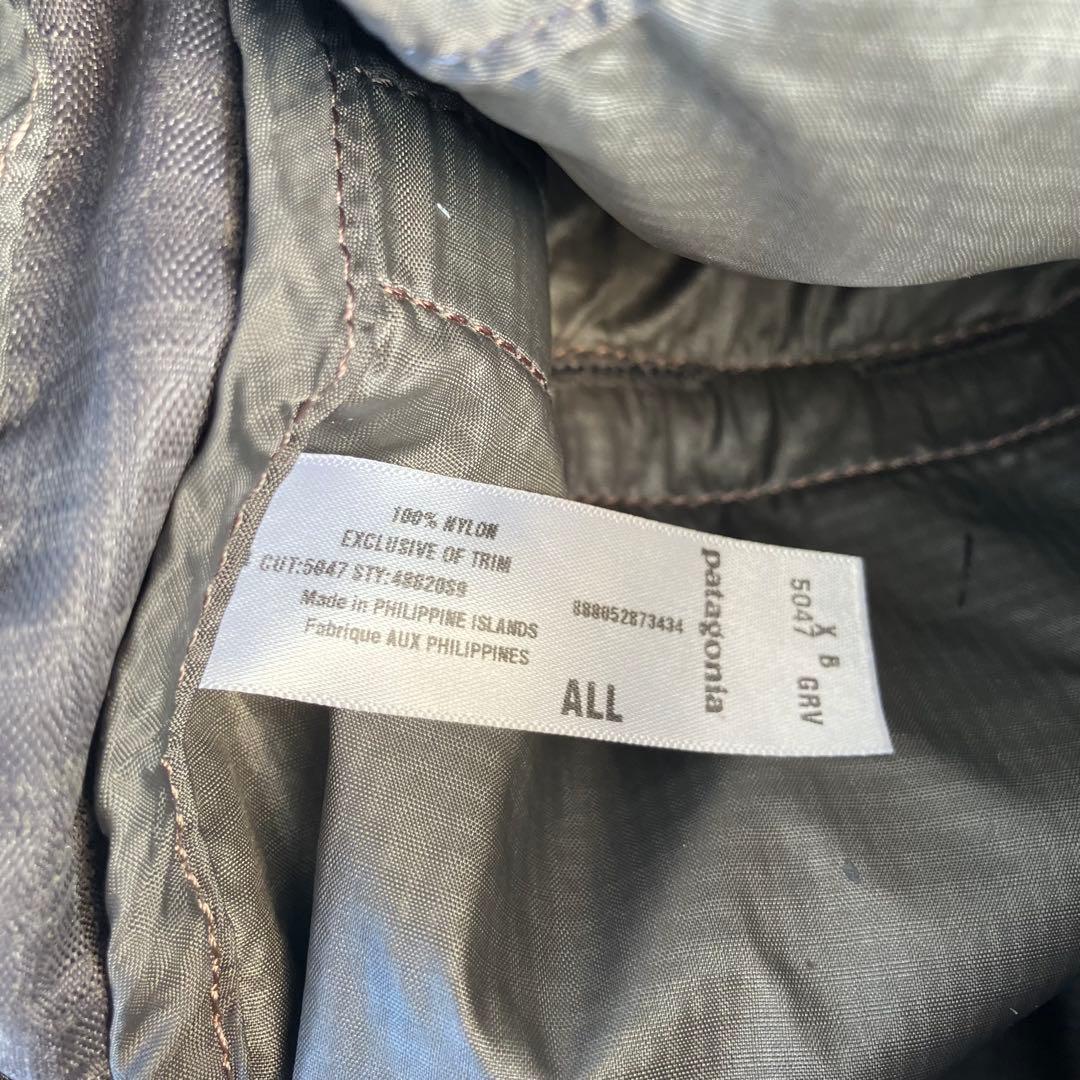 100% NYLON
EXCLUSIVE OF TRIM
CUT:5047 STY:48820S9
Made in PHILIPPINE ISLANDS
Fabrique AUX PHILIPPINES
888052873434
ALL
patagonia
X B
5047 GRV